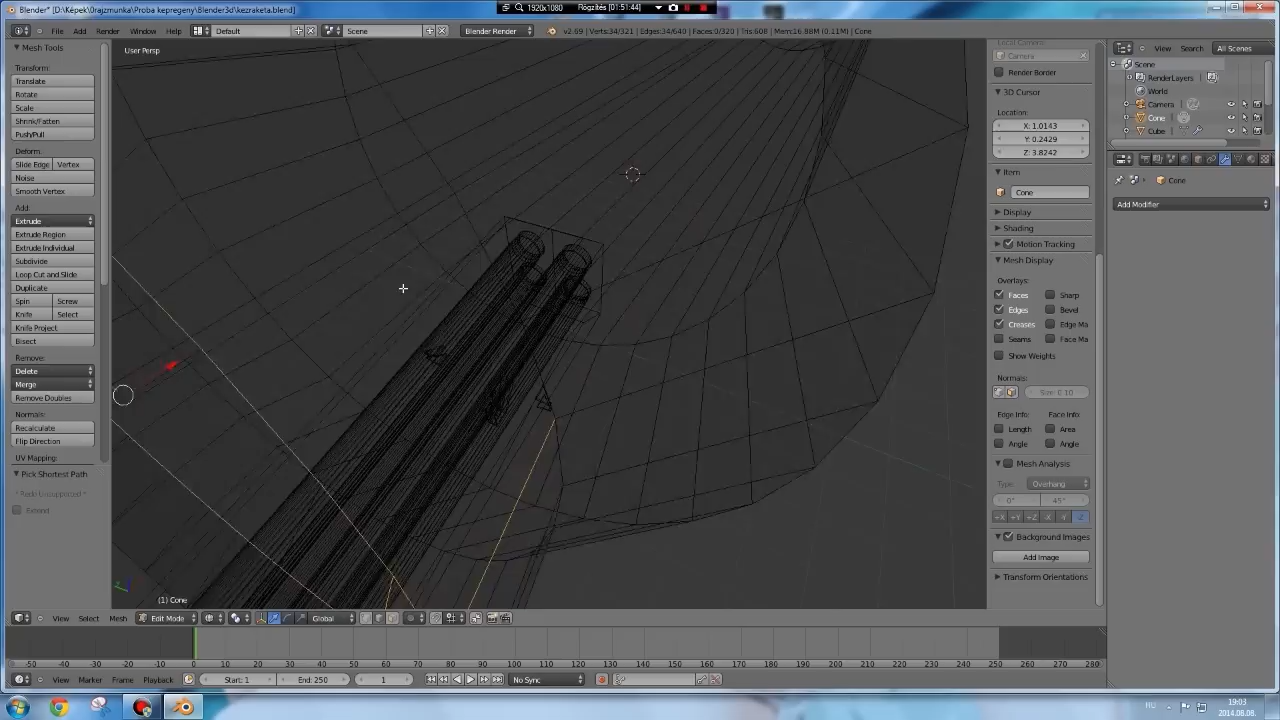 Blender* [D:\Képek\0rajzmunka\Proba kepregeny\Blender3d\kezraketa.blend]
1920x1080
Rögzítés [01:51:44]
File Add Render Window Help
Default
Scene
Blender Render
v2.69 | Verts:34/321 | Edges:34/640 | Faces:0/320 | Tris:608 | Mem:16.88M (0.11M) | Cone
View Search All Scenes
Mesh Tools
User Persp
Local Camera:
Camera
Render Border
3D Cursor
Location:
X: 1.0143
Y: 0.2429
Z: 3.8242
Item
Cone
Display
Shading
Motion Tracking
Mesh Display
Overlays:
Faces Sharp
Edges Bevel
Creases Edge Ma
Seams Face Ma
Show Weights
Normals:
Size: 0.10
Edge Info: Face Info:
Length Area
Angle Angle
Mesh Analysis
Type: Overhang
0° 45°
+X +Y +Z -X -Y -Z
Background Images
Add Image
Transform Orientations
Scene
RenderLayers
World
Camera
Cone
Cube
Cone
Add Modifier
Transform:
Translate
Rotate
Scale
Shrink/Fatten
Push/Pull
Deform:
Slide Edge Vertex
Noise
Smooth Vertex
Add:
Extrude
Extrude Region
Extrude Individual
Subdivide
Loop Cut and Slide
Duplicate
Spin Screw
Knife Select
Knife Project
Bisect
Remove:
Delete
Merge
Remove Doubles
Normals:
Recalculate
Flip Direction
UV Mapping:
Pick Shortest Path
* Redo Unsupported *
Extend
(1) Cone
View Select Mesh Edit Mode Global
-50 -40 -30 -20 -10 0 10 20 30 40 50 60 70 80 90 100 110 120 130 140 150 160 170 180 190 200 210 220 230 240 250 260 270 280
View Marker Frame Playback Start: 1 End: 250 1 No Sync
HU
19:03
2014.08.08.